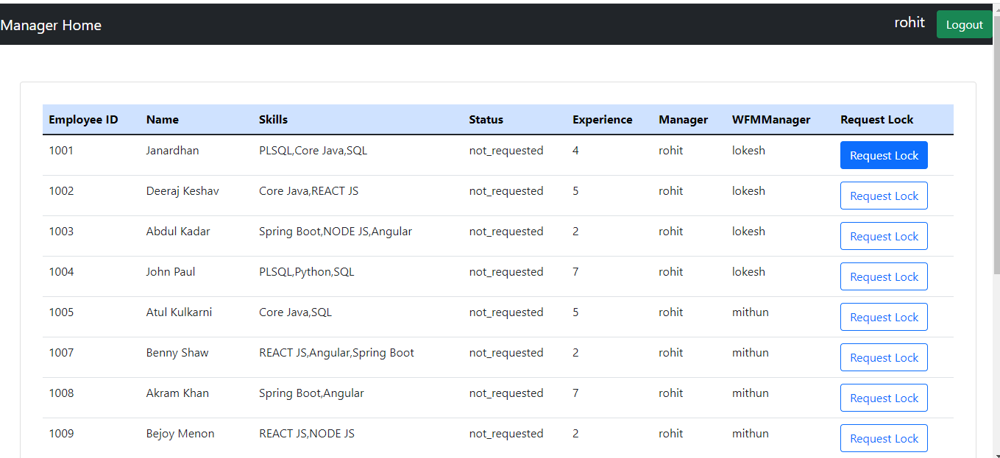 Manager Home rohit Logout
Employee ID Name Skills Status Experience Manager WFMManager Request Lock
1001 Janardhan PLSQL,Core Java,SQL not_requested 4 rohit lokesh Request Lock
1002 Deeraj Keshav Core Java,REACT JS not_requested 5 rohit lokesh Request Lock
1003 Abdul Kadar Spring Boot,NODE JS,Angular not_requested 2 rohit lokesh Request Lock
1004 John Paul PLSQL,Python,SQL not_requested 7 rohit lokesh Request Lock
1005 Atul Kulkarni Core Java,SQL not_requested 5 rohit mithun Request Lock
1007 Benny Shaw REACT JS,Angular,Spring Boot not_requested 2 rohit mithun Request Lock
1008 Akram Khan Spring Boot,Angular not_requested 7 rohit mithun Request Lock
1009 Bejoy Menon REACT JS,NODE JS not_requested 2 rohit mithun Request Lock